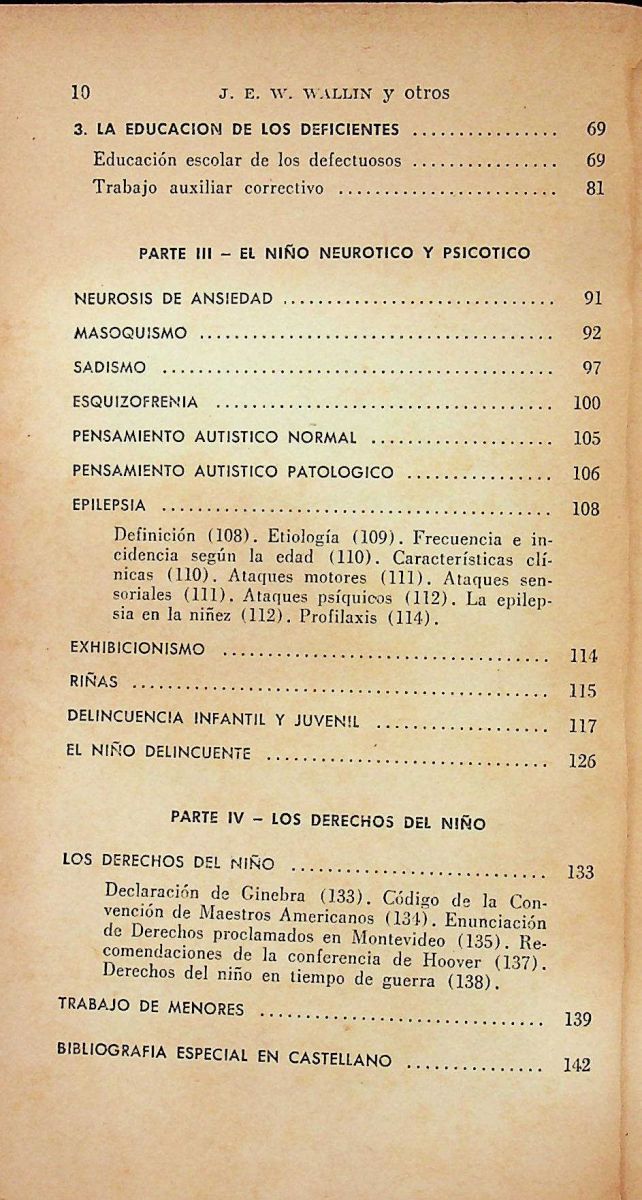 10 J. E. W. WALLIN y otros
3. LA EDUCACION DE LOS DEFICIENTES ................ 69
Educación escolar de los defectuosos ................ 69
Trabajo auxiliar correctivo ........................ 81
PARTE III – EL NIÑO NEUROTICO Y PSICOTICO
NEUROSIS DE ANSIEDAD .............................. 91
MASOQUISMO ........................................ 92
SADISMO ........................................... 97
ESQUIZOFRENIA ..................................... 100
PENSAMIENTO AUTISTICO NORMAL .................... 105
PENSAMIENTO AUTISTICO PATOLOGICO ................ 106
EPILEPSIA .......................................... 108
Definición (108). Etiología (109). Frecuencia e in-
cidencia según la edad (110). Características clí-
nicas (110). Ataques motores (111). Ataques sen-
soriales (111). Ataques psíquicos (112). La epilep-
sia en la niñez (112). Profilaxis (114).
EXHIBICIONISMO .................................... 114
RIÑAS .............................................. 115
DELINCUENCIA INFANTIL Y JUVENIL ................... 117
EL NIÑO DELINCUENTE ............................... 126
PARTE IV – LOS DERECHOS DEL NIÑO
LOS DERECHOS DEL NIÑO ............................ 133
Declaración de Ginebra (133). Código de la Con-
vención de Maestros Americanos (134). Enunciación
de Derechos proclamados en Montevideo (135). Re-
comendaciones de la conferencia de Hoover (137).
Derechos del niño en tiempo de guerra (138).
TRABAJO DE MENORES ............................... 139
BIBLIOGRAFIA ESPECIAL EN CASTELLANO ............... 142